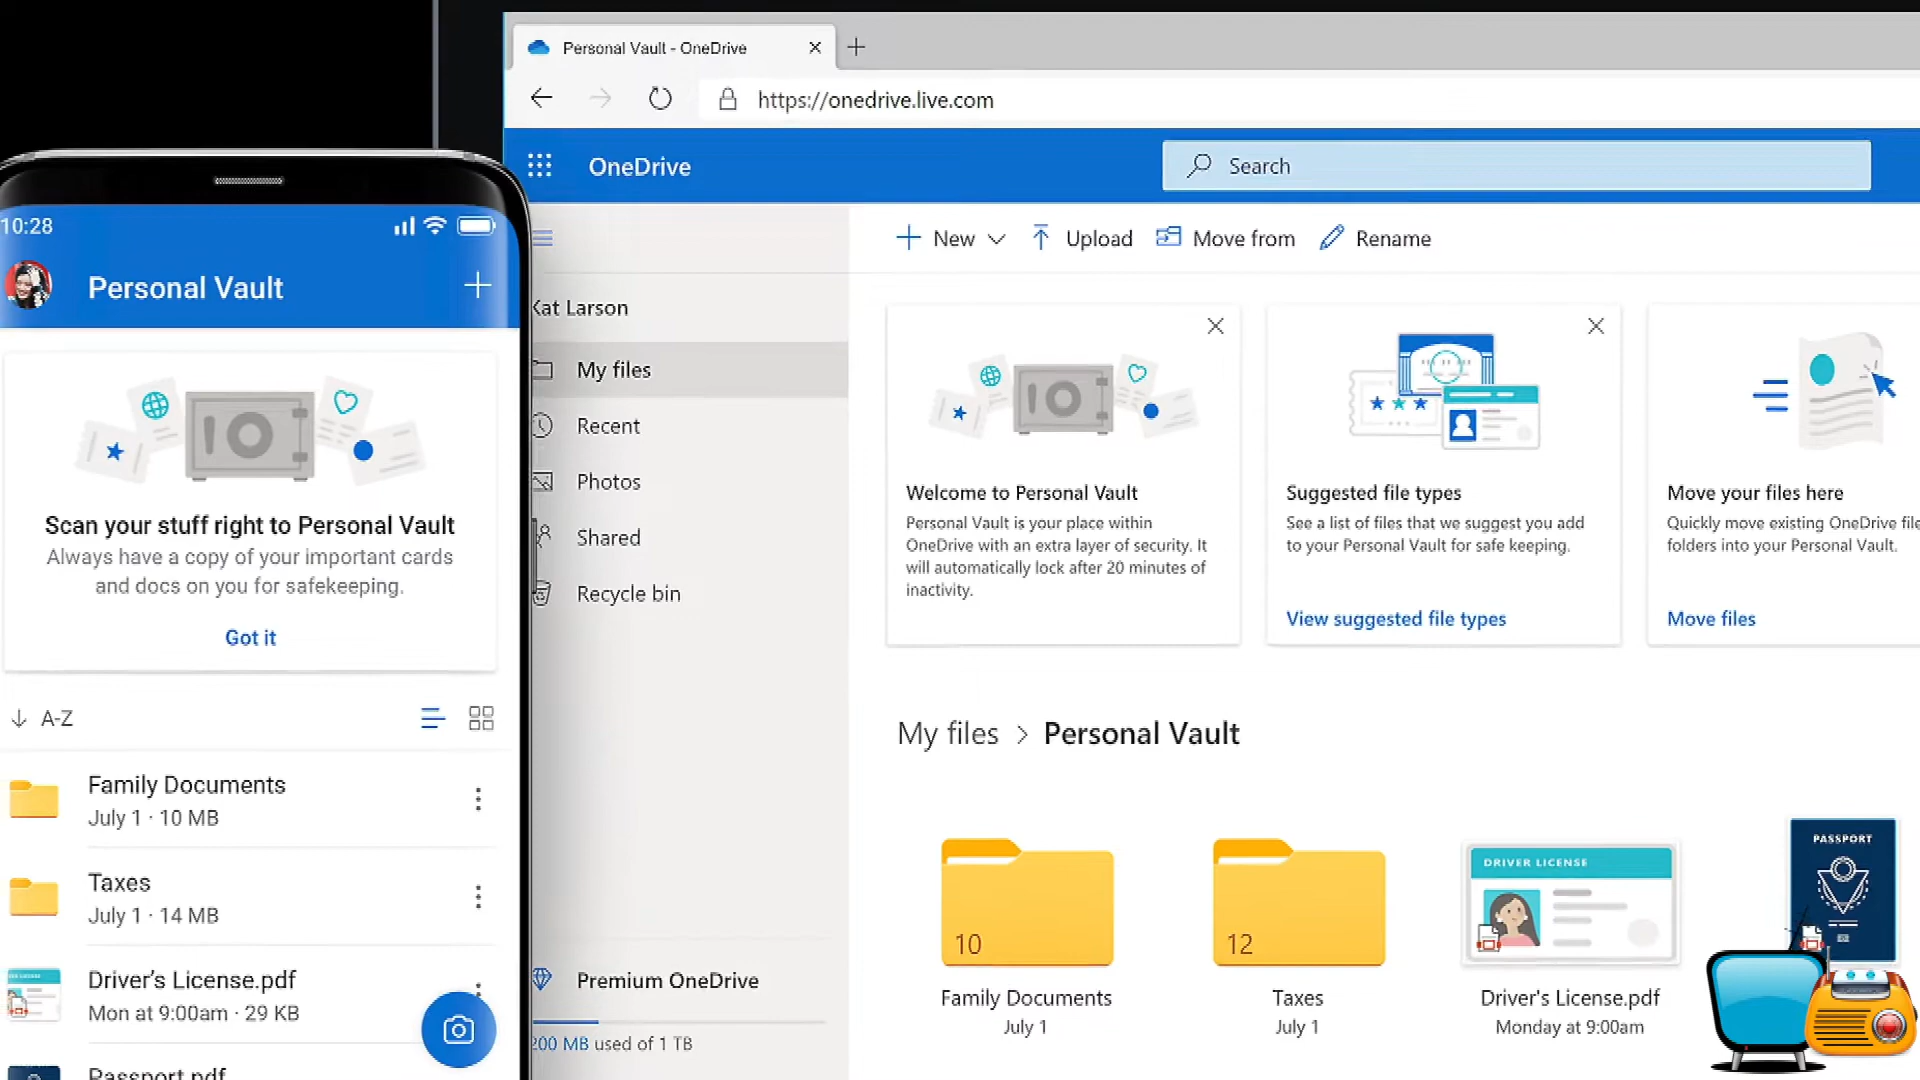 Personal Vault - OneDrive
https://onedrive.live.com
OneDrive
Search
New
Upload
Move from
Rename
10:28
Personal Vault
Scan your stuff right to Personal Vault
Always have a copy of your important cards
and docs on you for safekeeping.
Got it
A-Z
Family Documents
July 1 · 10 MB
Taxes
July 1 · 14 MB
Driver's License.pdf
Mon at 9:00am · 29 KB
Passport.pdf
Kat Larson
My files
Recent
Photos
Shared
Recycle bin
Premium OneDrive
200 MB used of 1 TB
Welcome to Personal Vault
Personal Vault is your place within
OneDrive with an extra layer of security. It
will automatically lock after 20 minutes of
inactivity.
Suggested file types
See a list of files that we suggest you add
to your Personal Vault for safe keeping.
View suggested file types
Move your files here
Quickly move existing OneDrive file
folders into your Personal Vault.
Move files
My files > Personal Vault
10
Family Documents
July 1
12
Taxes
July 1
DRIVER LICENSE
Driver's License.pdf
Monday at 9:00am
PASSPORT